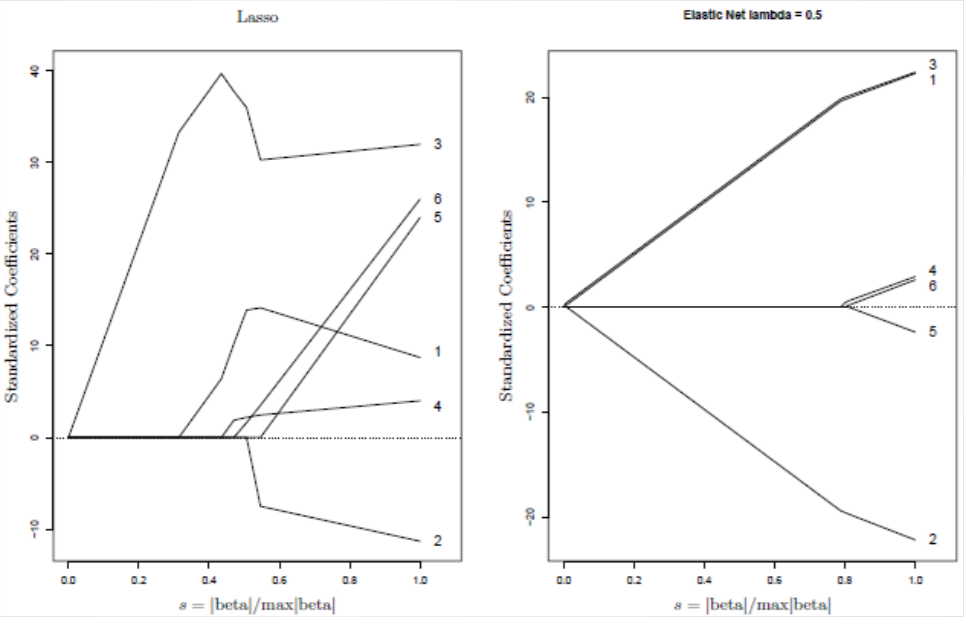 Lasso
Standardized Coefficients
40
30
20
10
0
-10
3
6
5
1
4
2
0.0 0.2 0.4 0.6 0.8 1.0
s = |beta|/max|beta|
Elastic Net lambda = 0.5
Standardized Coefficients
20
10
0
-10
-20
3
1
4
6
5
2
0.0 0.2 0.4 0.6 0.8 1.0
s = |beta|/max|beta|